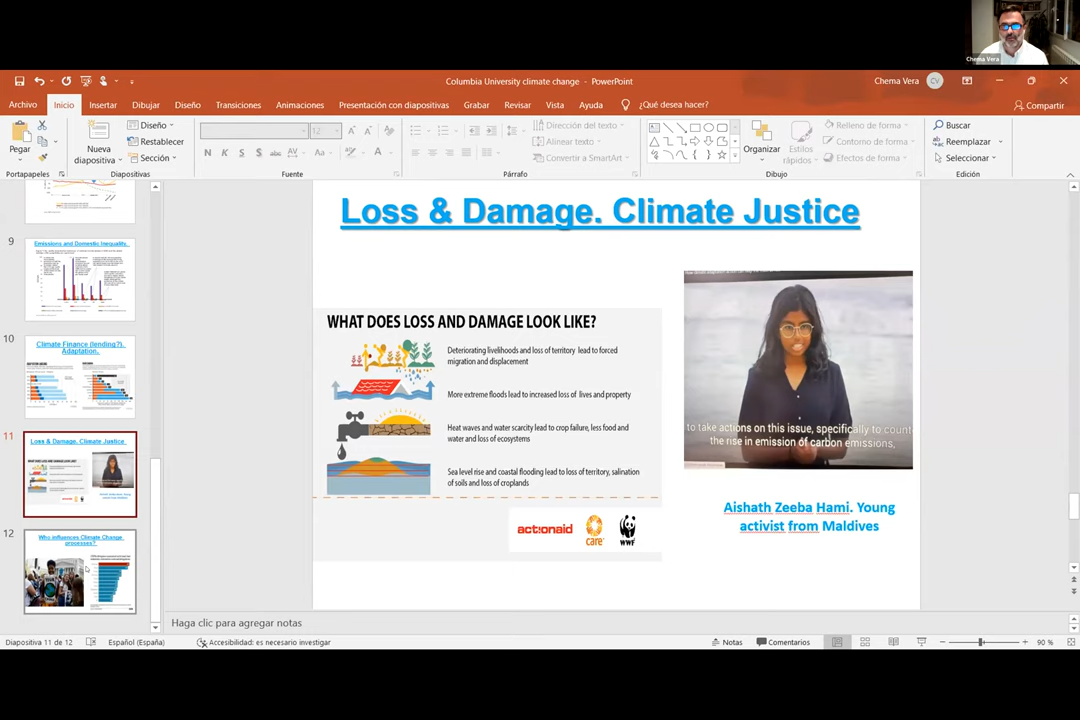 Chema Vera
Columbia University climate change - PowerPoint
Chema Vera
CV
Archivo
Inicio
Insertar
Dibujar
Diseño
Transiciones
Animaciones
Presentación con diapositivas
Grabar
Revisar
Vista
Ayuda
¿Qué desea hacer?
Compartir
Pegar
Nueva
diapositiva
Diseño
Restablecer
Sección
12
N K S S abc AV Aa A
Dirección del texto
Alinear texto
Convertir a SmartArt
Organizar
Estilos
rápidos
Relleno de forma
Contorno de forma
Efectos de forma
Buscar
Reemplazar
Seleccionar
Portapapeles
Diapositivas
Fuente
Párrafo
Dibujo
Edición
9
Emissions and Domestic Inequality.
10
Climate Finance (lending?).
Adaptation.
11
Loss & Damage. Climate Justice
12
Who influences Climate Change
processes?
Loss & Damage. Climate Justice
WHAT DOES LOSS AND DAMAGE LOOK LIKE?
Deteriorating livelihoods and loss of territory lead to forced
migration and displacement
More extreme floods lead to increased loss of lives and property
Heat waves and water scarcity lead to crop failure, less food and
water and loss of ecosystems
Sea level rise and coastal flooding lead to loss of territory, salination
of soils and loss of croplands
act!onaid
care
WWF
to take actions on this issue, specifically to count
the rise in emission of carbon emissions,
Aishath Zeeba Hami. Young
activist from Maldives
Haga clic para agregar notas
Diapositiva 11 de 12
Español (España)
Accesibilidad: es necesario investigar
Notas
Comentarios
90 %